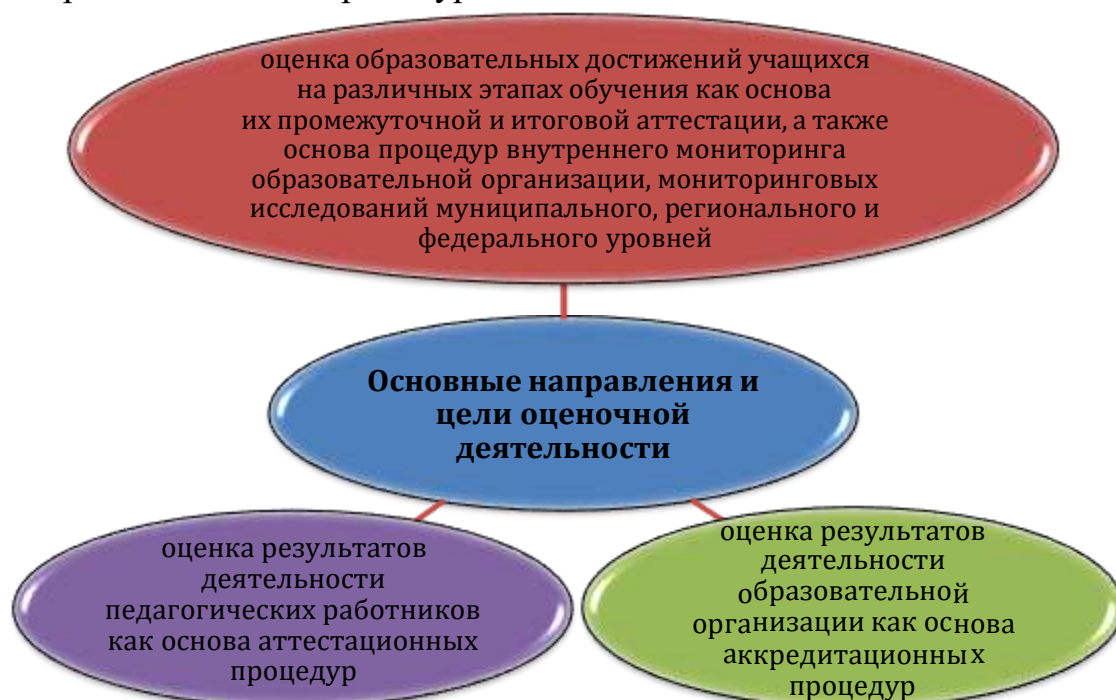 оценка образовательных достижений учащихся
на различных этапах обучения как основа
их промежуточной и итоговой аттестации, а также
основа процедур внутреннего мониторинга
образовательной организации, мониторинговых
исследований муниципального, регионального и
федерального уровней
Основные направления и
цели оценочной
деятельности
оценка результатов
деятельности
педагогических работников
как основа аттестационных
процедур
оценка результатов
деятельности
образовательной
организации как основа
аккредитационных
процедур